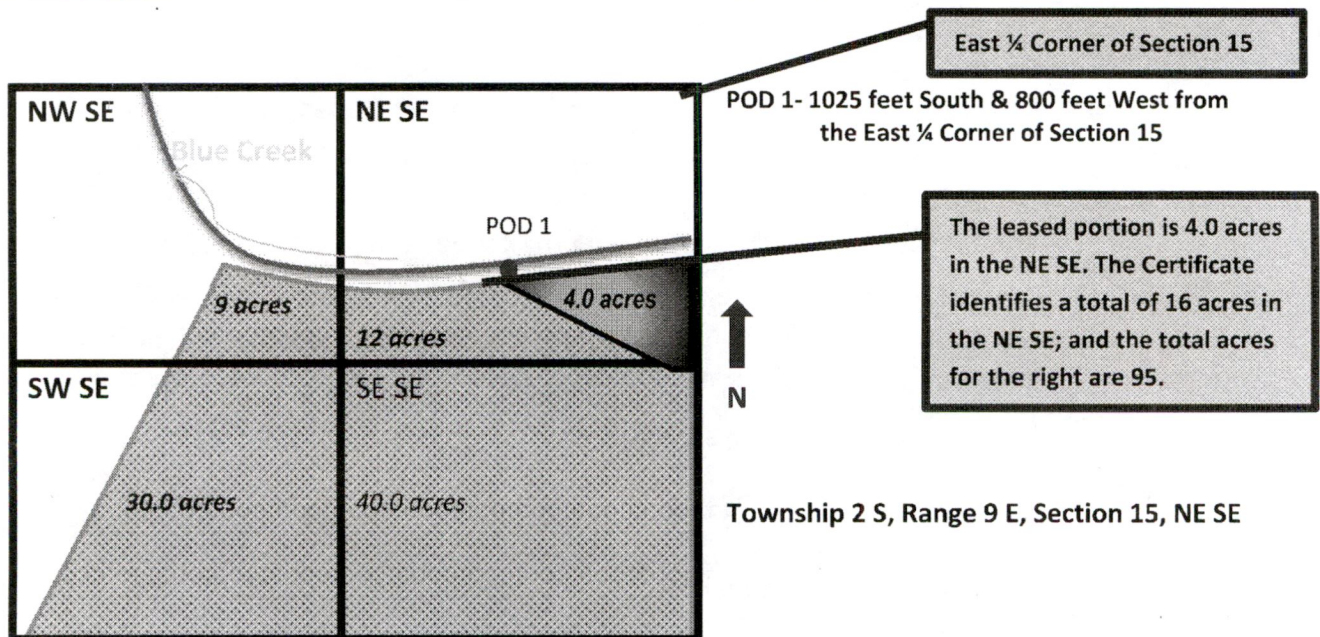 East ¼ Corner of Section 15
NW SE
NE SE
POD 1- 1025 feet South & 800 feet West from
the East ¼ Corner of Section 15
Blue Creek
POD 1
The leased portion is 4.0 acres
in the NE SE. The Certificate
identifies a total of 16 acres in
the NE SE; and the total acres
for the right are 95.
9 acres
4.0 acres
12 acres
N
SW SE
SE SE
30.0 acres
40.0 acres
Township 2 S, Range 9 E, Section 15, NE SE